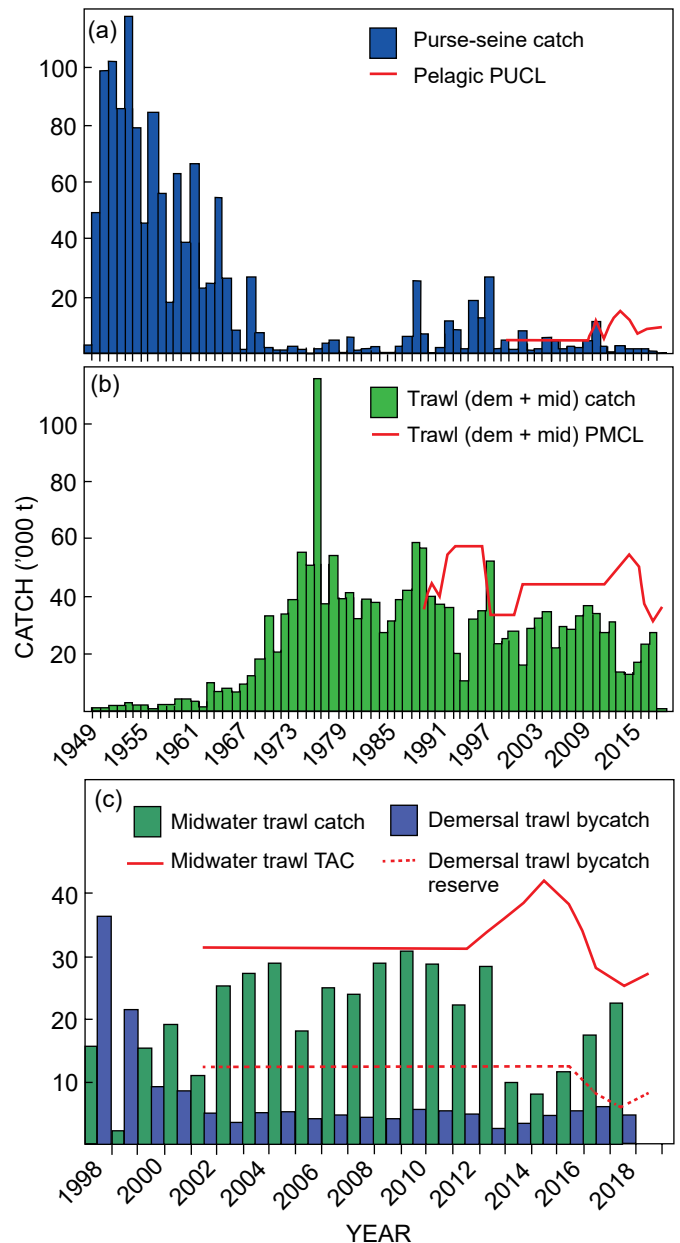 (a)
Purse-seine catch
Pelagic PUCL
100
80
60
40
20
(b)
Trawl (dem + mid) catch
Trawl (dem + mid) PMCL
100
80
60
40
20
CATCH ('000 t)
1949
1955
1961
1967
1973
1979
1985
1991
1997
2003
2009
2015
(c)
Midwater trawl catch
Demersal trawl bycatch
Midwater trawl TAC
Demersal trawl bycatch
reserve
40
30
20
10
1998
2000
2002
2004
2006
2008
2010
2012
2014
2016
2018
YEAR